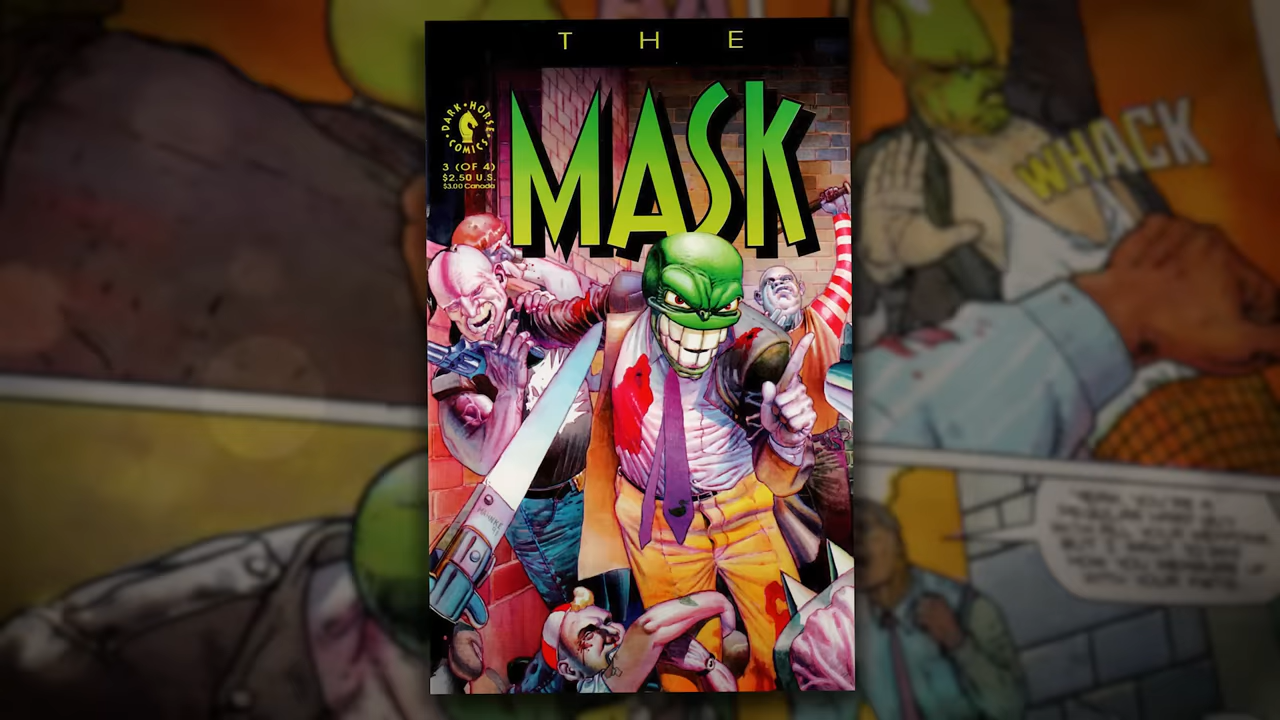 THE
MASK
DARK HORSE
COMICS
3 (OF 4)
$2.50 U.S.
$3.00 Canada
WHACK